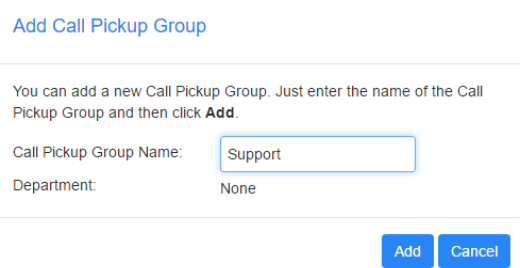 Add Call Pickup Group
You can add a new Call Pickup Group. Just enter the name of the Call
Pickup Group and then click Add.
Call Pickup Group Name: Support
Department: None
Add Cancel